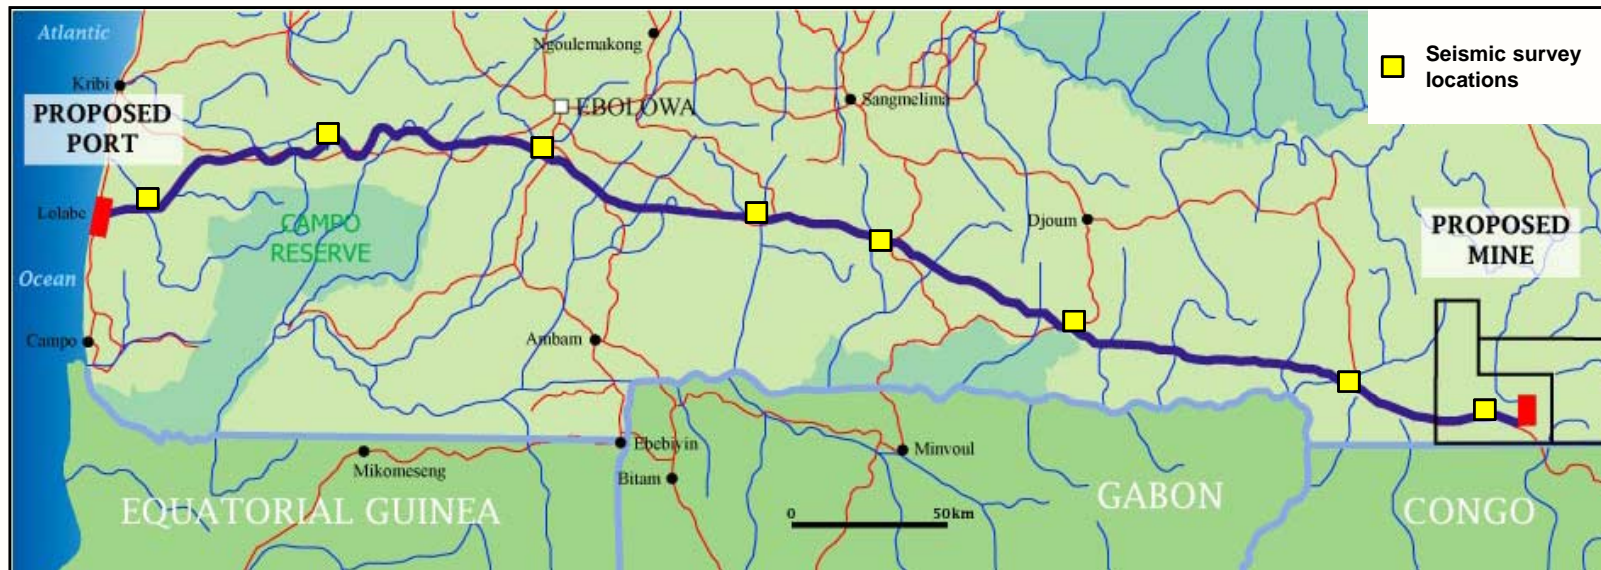 Atlantic
Ngoulemakong
Seismic survey
locations
Kribi
Sangmelima
EBOLOWA
PROPOSED
PORT
Lolabe
CAMPO
RESERVE
Djoum
PROPOSED
MINE
Ocean
Campo
Ambam
Ebebiyin
Minvoul
Mikomeseng
Bitam
EQUATORIAL GUINEA
GABON
CONGO
0 50km